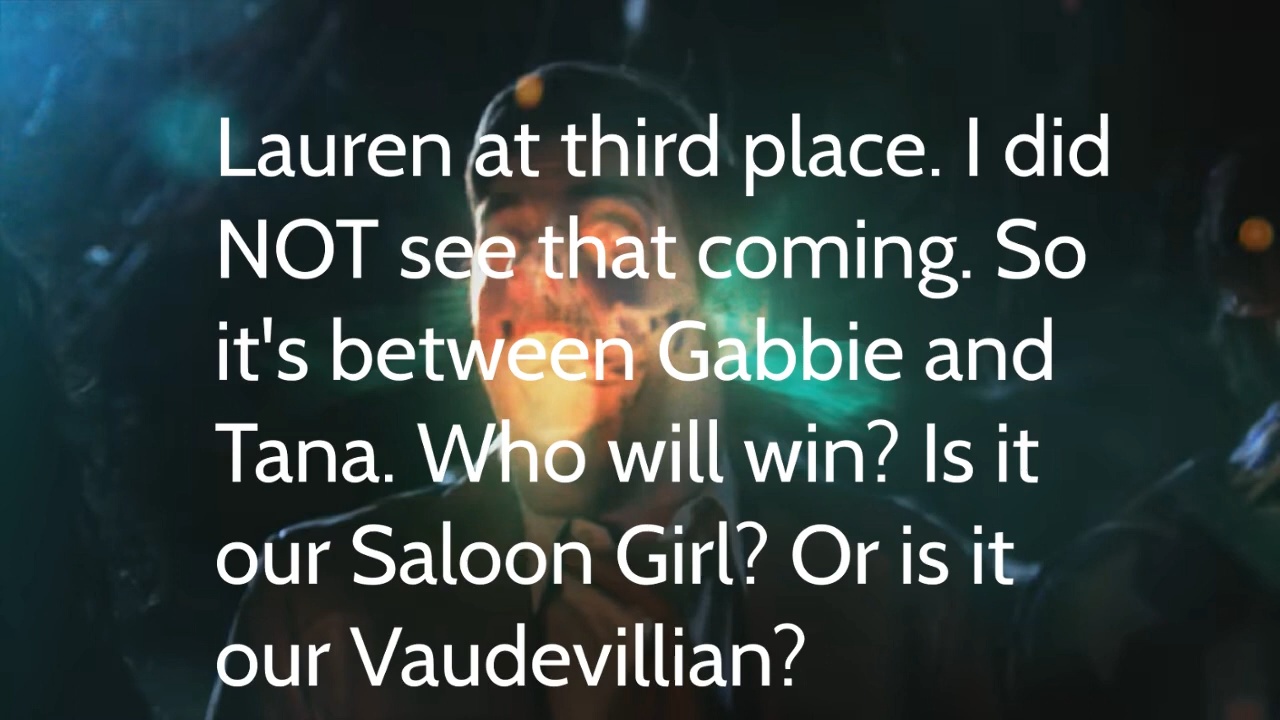 Lauren at third place. I did
NOT see that coming. So
it's between Gabbie and
Tana. Who will win? Is it
our Saloon Girl? Or is it
our Vaudevillian?